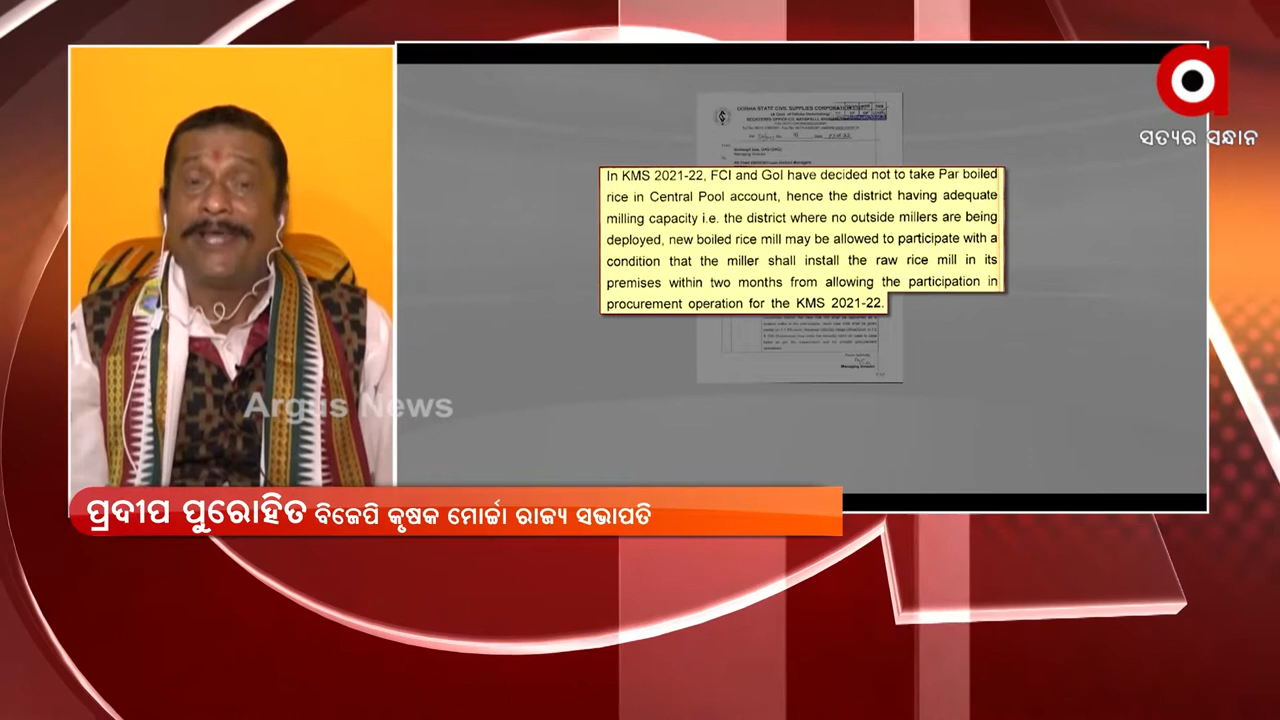 ସତ୍ୟର ସନ୍ଧାନ
ODISHA STATE CIVIL SUPPLIES CORPORATION
In KMS 2021-22, FCI and GoI have decided not to take Par boiled
rice in Central Pool account, hence the district having adequate
milling capacity i.e. the district where no outside millers are being
deployed, new boiled rice mill may be allowed to participate with a
condition that the miller shall install the raw rice mill in its
premises within two months from allowing the participation in
procurement operation for the KMS 2021-22.
Managing Director
Argus News
ପ୍ରଦୀପ ପୁରୋହିତ ବିଜେପି କୃଷକ ମୋର୍ଚ୍ଚା ରାଜ୍ୟ ସଭାପତି